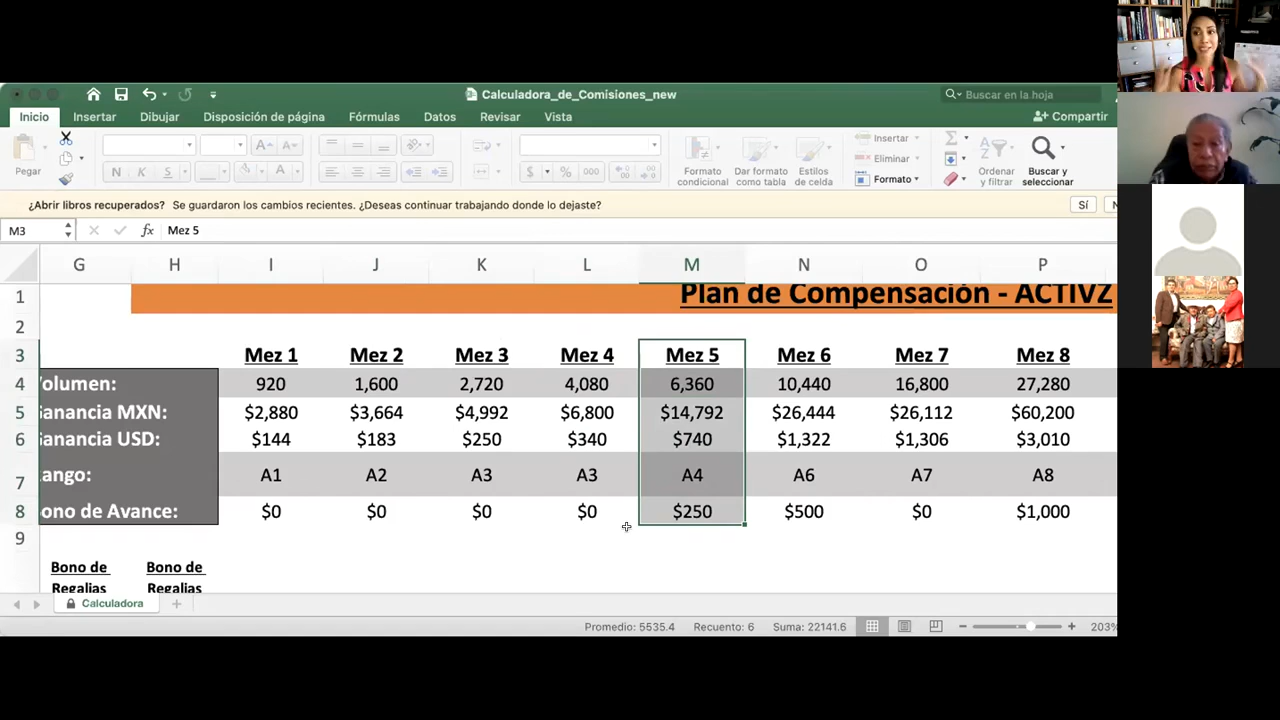 Calculadora_de_Comisiones_new
Buscar en la hoja
Inicio Insertar Dibujar Disposición de página Fórmulas Datos Revisar Vista Compartir
Pegar
N K S A
$ % 000
Formato condicional
Dar formato como tabla
Estilos de celda
Insertar
Eliminar
Formato
Ordenar y filtrar
Buscar y seleccionar
¿Abrir libros recuperados? Se guardaron los cambios recientes. ¿Deseas continuar trabajando donde lo dejaste? Sí
M3 fx Mez 5
G H I J K L M N O P
1 Plan de Compensación - ACTIVZ
2
3 Mez 1 Mez 2 Mez 3 Mez 4 Mez 5 Mez 6 Mez 7 Mez 8
4 olumen: 920 1,600 2,720 4,080 6,360 10,440 16,800 27,280
5 anancia MXN: $2,880 $3,664 $4,992 $6,800 $14,792 $26,444 $26,112 $60,200
6 anancia USD: $144 $183 $250 $340 $740 $1,322 $1,306 $3,010
7 ango: A1 A2 A3 A3 A4 A6 A7 A8
8 ono de Avance: $0 $0 $0 $0 $250 $500 $0 $1,000
9
Bono de Bono de
Regalias Regalias
Calculadora
Promedio: 5535.4 Recuento: 6 Suma: 22141.6 203%